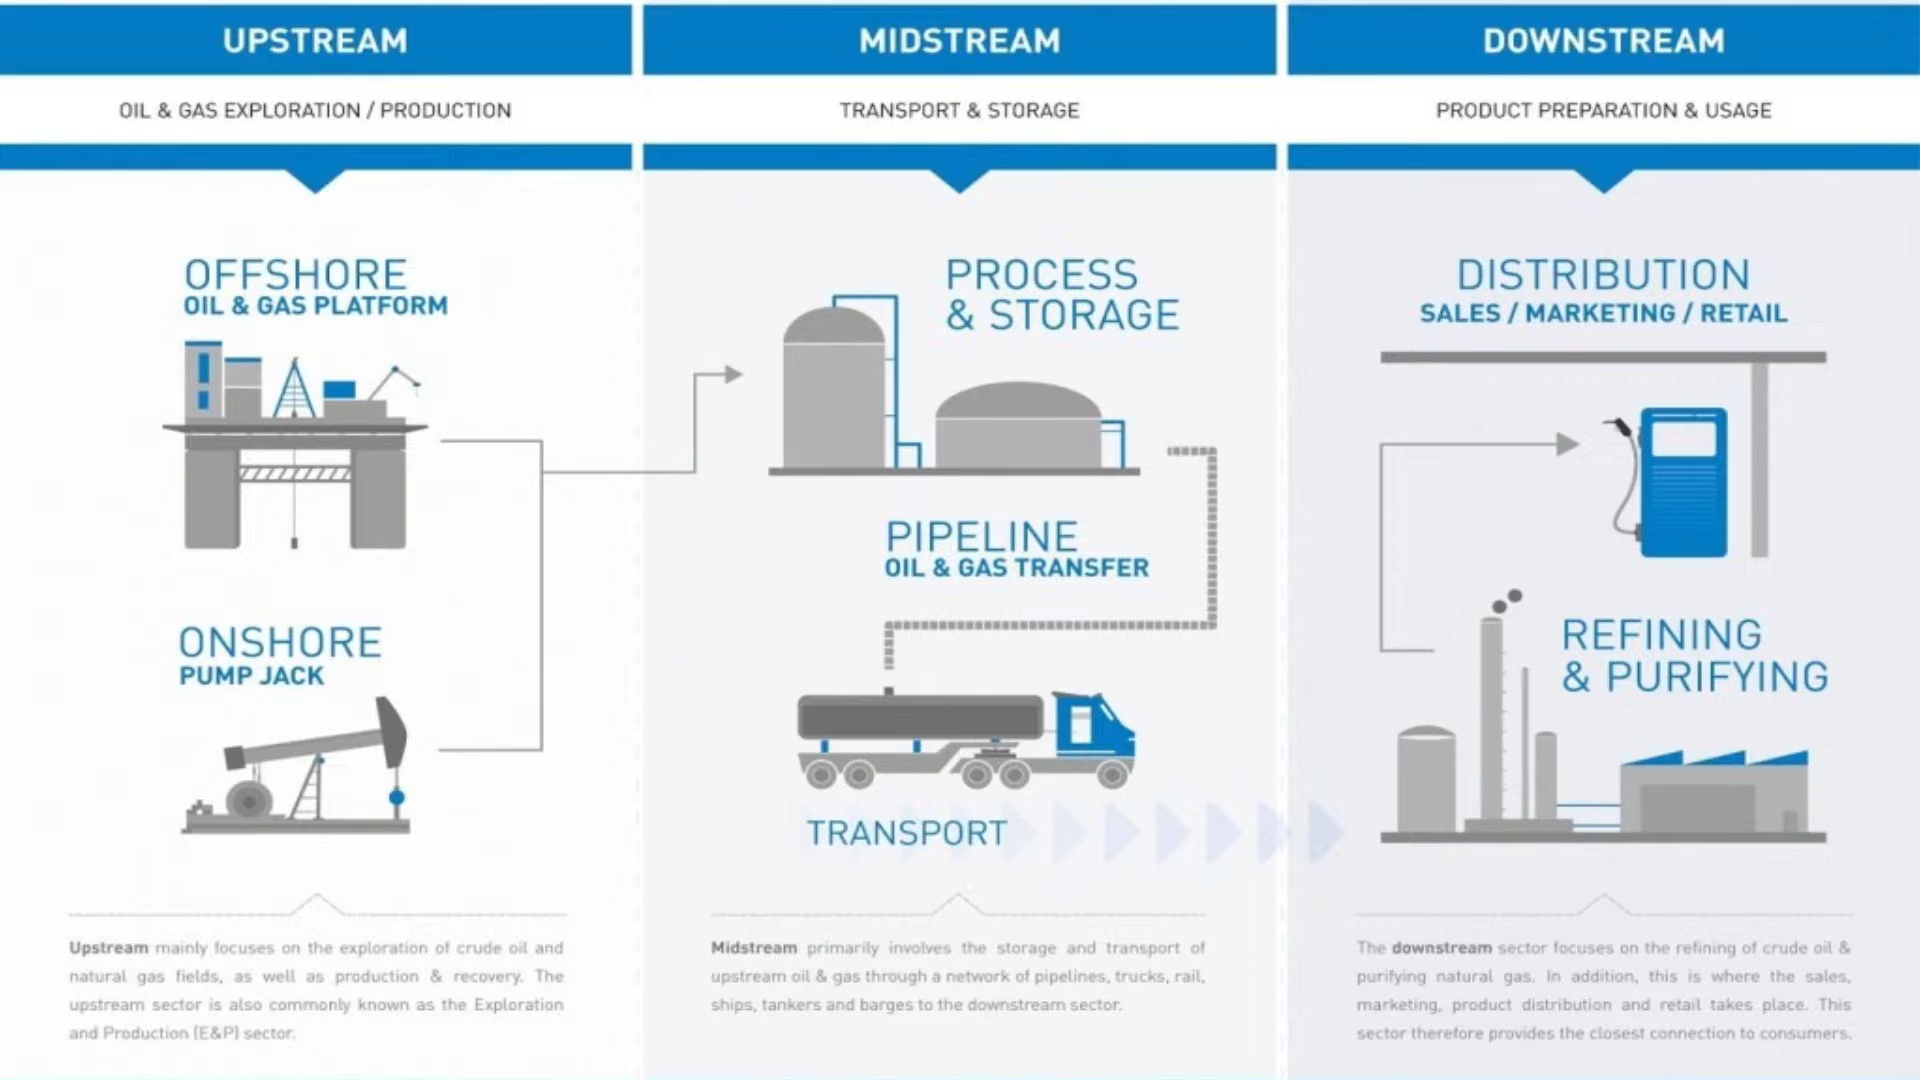 UPSTREAM
OIL & GAS EXPLORATION / PRODUCTION
OFFSHORE
OIL & GAS PLATFORM
ONSHORE
PUMP JACK
Upstream mainly focuses on the exploration of crude oil and
natural gas fields, as well as production & recovery. The
upstream sector is also commonly known as the Exploration
and Production (E&P) sector.
MIDSTREAM
TRANSPORT & STORAGE
PROCESS
& STORAGE
PIPELINE
OIL & GAS TRANSFER
TRANSPORT
Midstream primarily involves the storage and transport of
upstream oil & gas through a network of pipelines, trucks, rail,
ships, tankers and barges to the downstream sector.
DOWNSTREAM
PRODUCT PREPARATION & USAGE
DISTRIBUTION
SALES / MARKETING / RETAIL
REFINING
& PURIFYING
The downstream sector focuses on the refining of crude oil &
purifying natural gas. In addition, this is where the sales,
marketing, product distribution and retail takes place. This
sector therefore provides the closest connection to consumers.